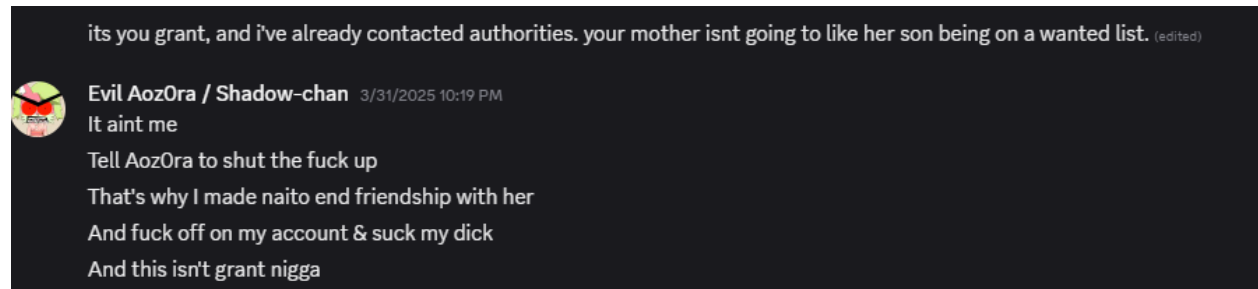 its you grant, and i've already contacted authorities. your mother isnt going to like her son being on a wanted list. (edited)
Evil Aoz0ra / Shadow-chan 3/31/2025 10:19 PM
It aint me
Tell Aoz0ra to shut the fuck up
That's why I made naito end friendship with her
And fuck off on my account & suck my dick
And this isn't grant nigga